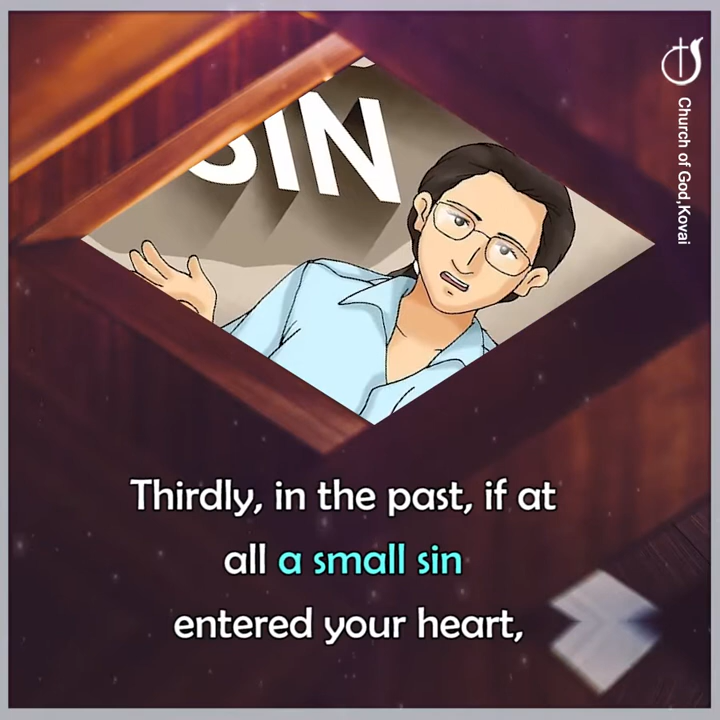 SIN
Church of God,Kovai
Thirdly, in the past, if at
all a small sin
entered your heart,